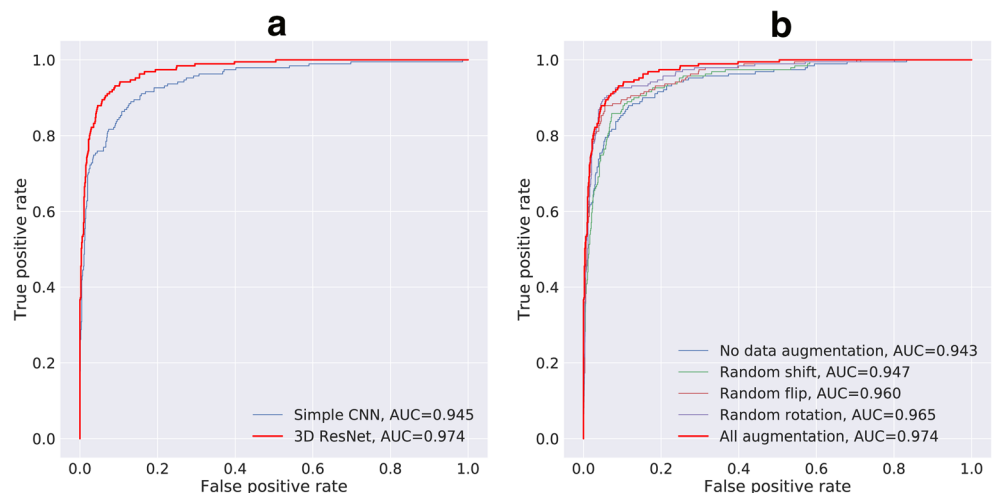 a
1.0
0.8
0.6
0.4
0.2
0.0
True positive rate
Simple CNN, AUC=0.945
3D ResNet, AUC=0.974
0.0 0.2 0.4 0.6 0.8 1.0
False positive rate
b
1.0
0.8
0.6
0.4
0.2
0.0
True positive rate
No data augmentation, AUC=0.943
Random shift, AUC=0.947
Random flip, AUC=0.960
Random rotation, AUC=0.965
All augmentation, AUC=0.974
0.0 0.2 0.4 0.6 0.8 1.0
False positive rate